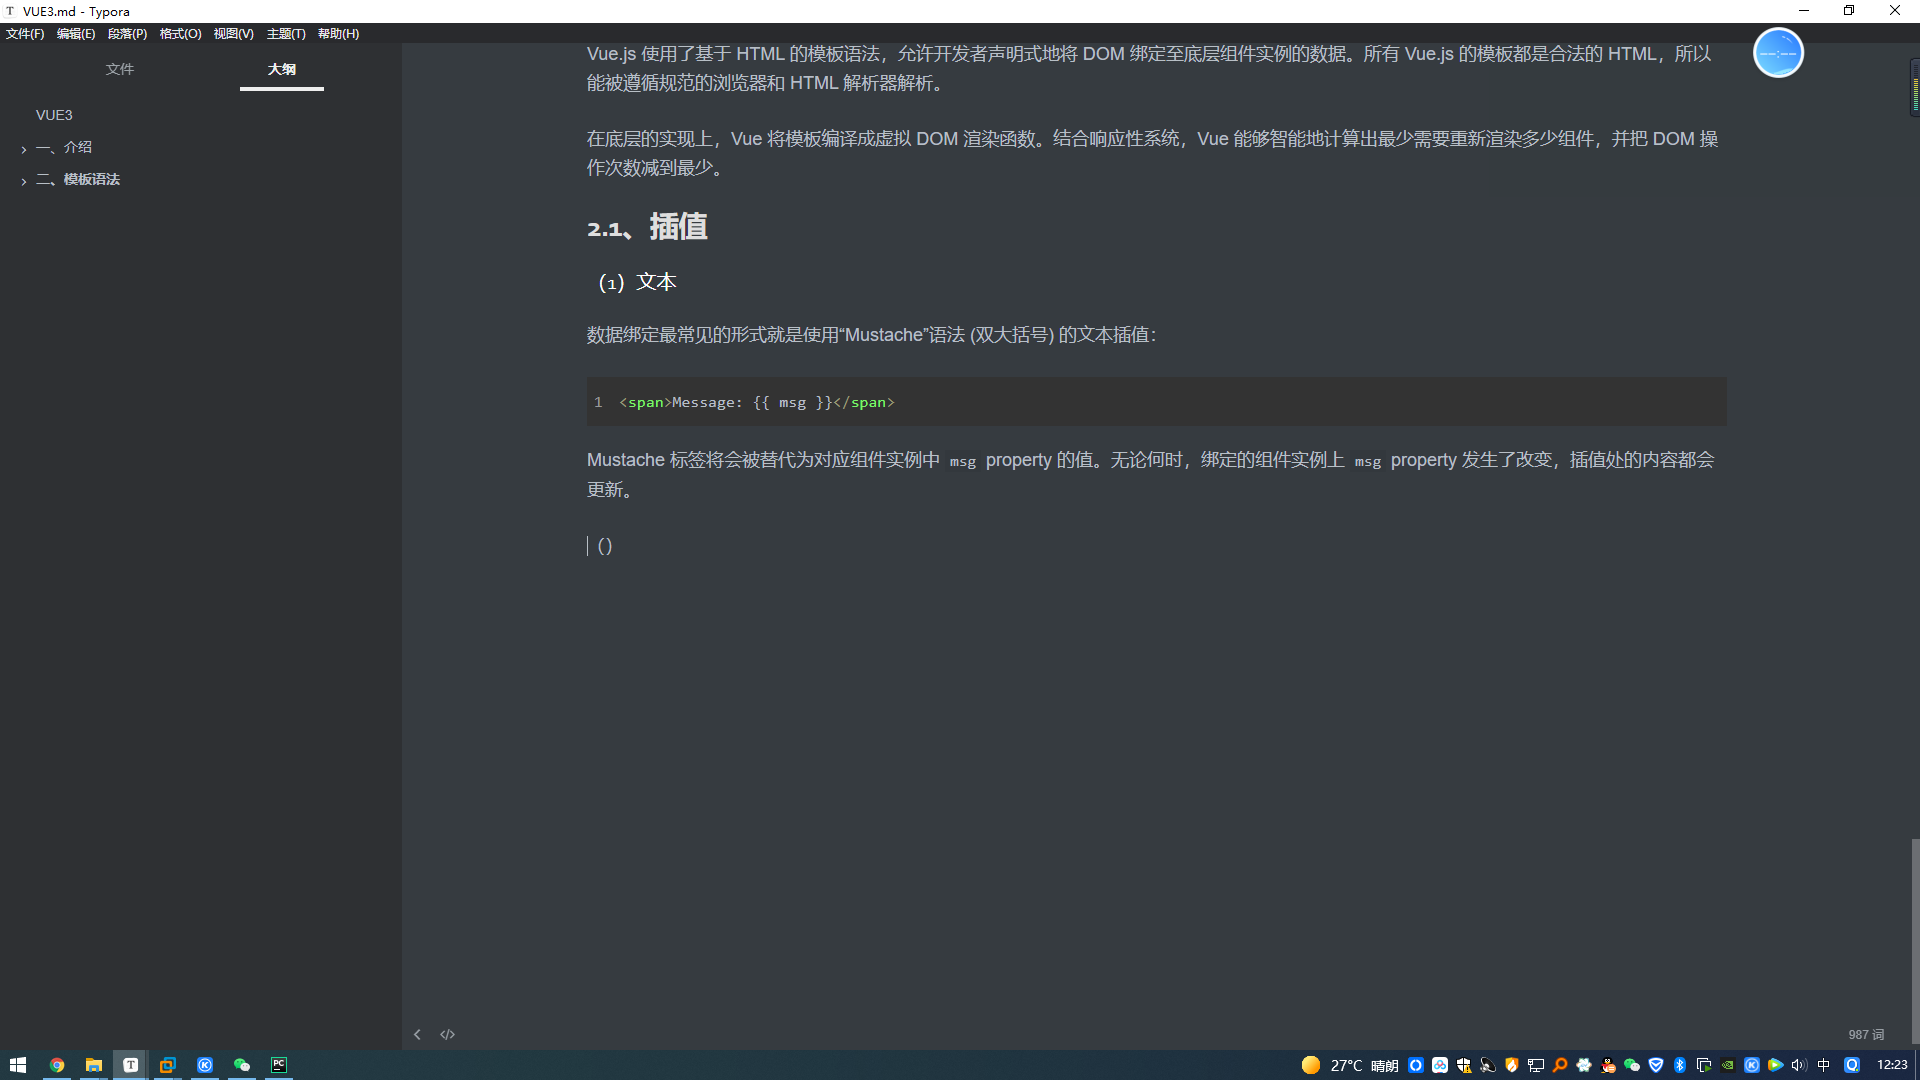 VUE3.md - Typora
文件(F) 编辑(E) 段落(P) 格式(O) 视图(V) 主题(T) 帮助(H)
文件 大纲
VUE3
一、介绍
二、模板语法
Vue.js 使用了基于 HTML 的模板语法，允许开发者声明式地将 DOM 绑定至底层组件实例的数据。所有 Vue.js 的模板都是合法的 HTML，所以
能被遵循规范的浏览器和 HTML 解析器解析。
在底层的实现上，Vue 将模板编译成虚拟 DOM 渲染函数。结合响应性系统，Vue 能够智能地计算出最少需要重新渲染多少组件，并把 DOM 操
作次数减到最少。
2.1、插值
（1）文本
数据绑定最常见的形式就是使用“Mustache”语法 (双大括号) 的文本插值：
1 <span>Message: {{ msg }}</span>
Mustache 标签将会被替代为对应组件实例中 msg property 的值。无论何时，绑定的组件实例上 msg property 发生了改变，插值处的内容都会
更新。
（）
987 词
27°C 晴朗 中 12:23